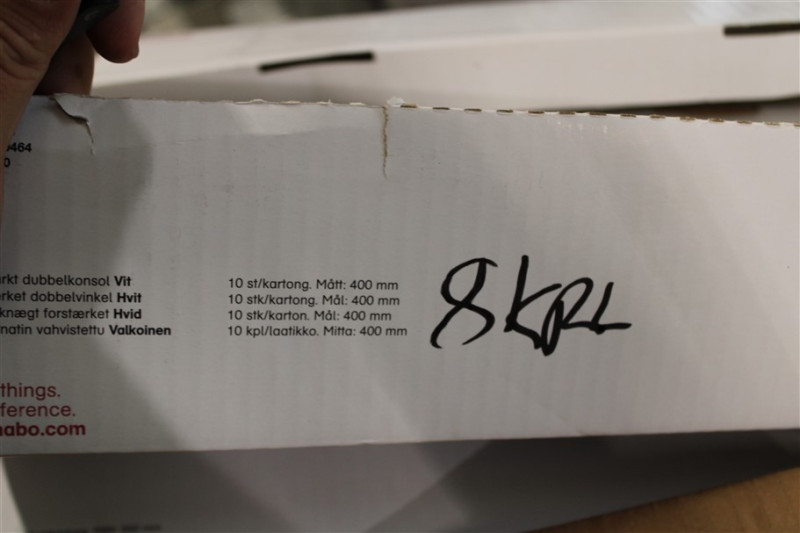 0464
0
rkt dubbelkonsol Vit
10 st/kartong. Mått: 400 mm
rket dobbelvinkel Hvit
10 stk/kartong. Mål: 400 mm
knægt forstærket Hvid
10 stk/karton. Mål: 400 mm
natin vahvistettu Valkoinen
10 kpl/laatikko. Mitta: 400 mm
8 KPL
things.
ference.
nabo.com